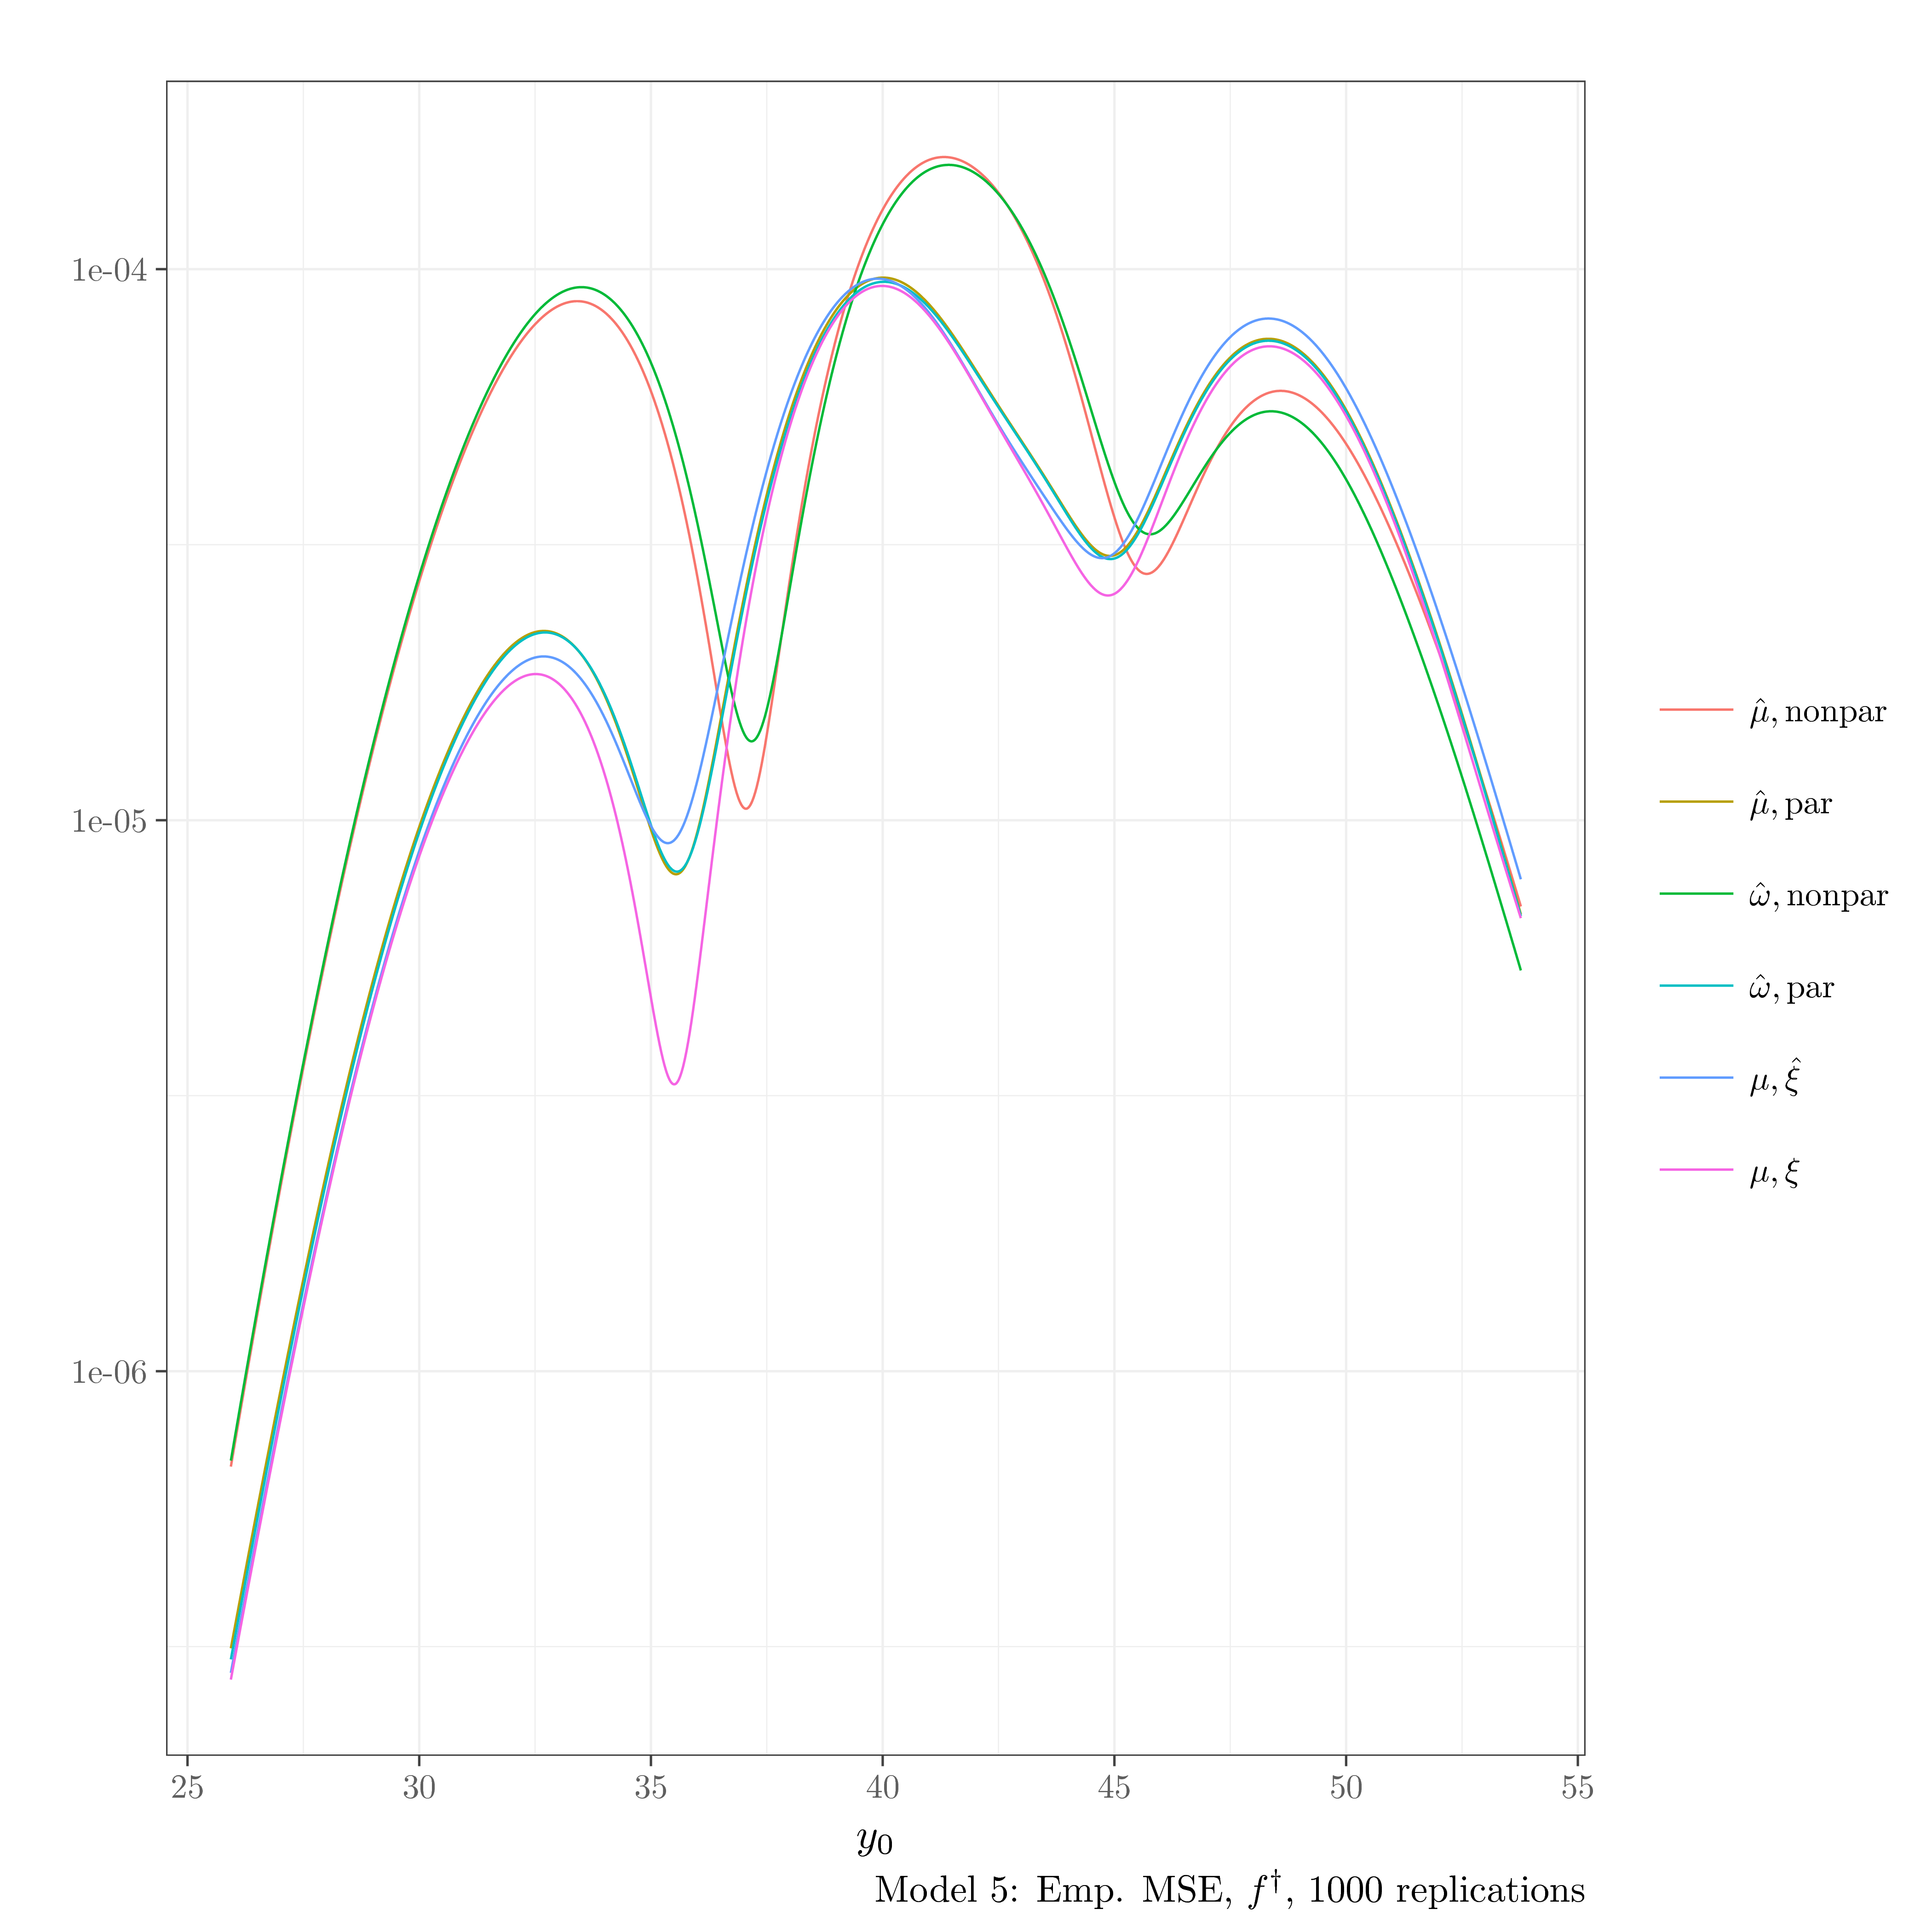 1e-04
1e-05
1e-06
25 30 35 40 45 50 55
y₀
μ̂, nonpar
μ̂, par
ω̂, nonpar
ω̂, par
μ, ξ̂
μ, ξ
Model 5: Emp. MSE, f†, 1000 replications